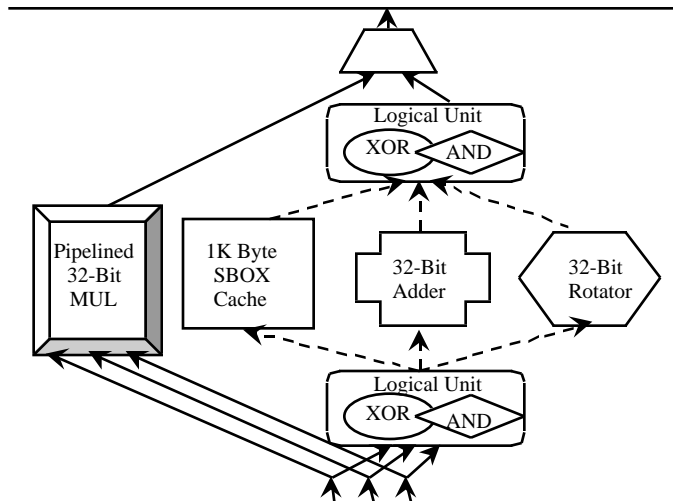 Logical Unit
XOR
AND
Pipelined
32-Bit
MUL
1K Byte
SBOX
Cache
32-Bit
Adder
32-Bit
Rotator
Logical Unit
XOR
AND